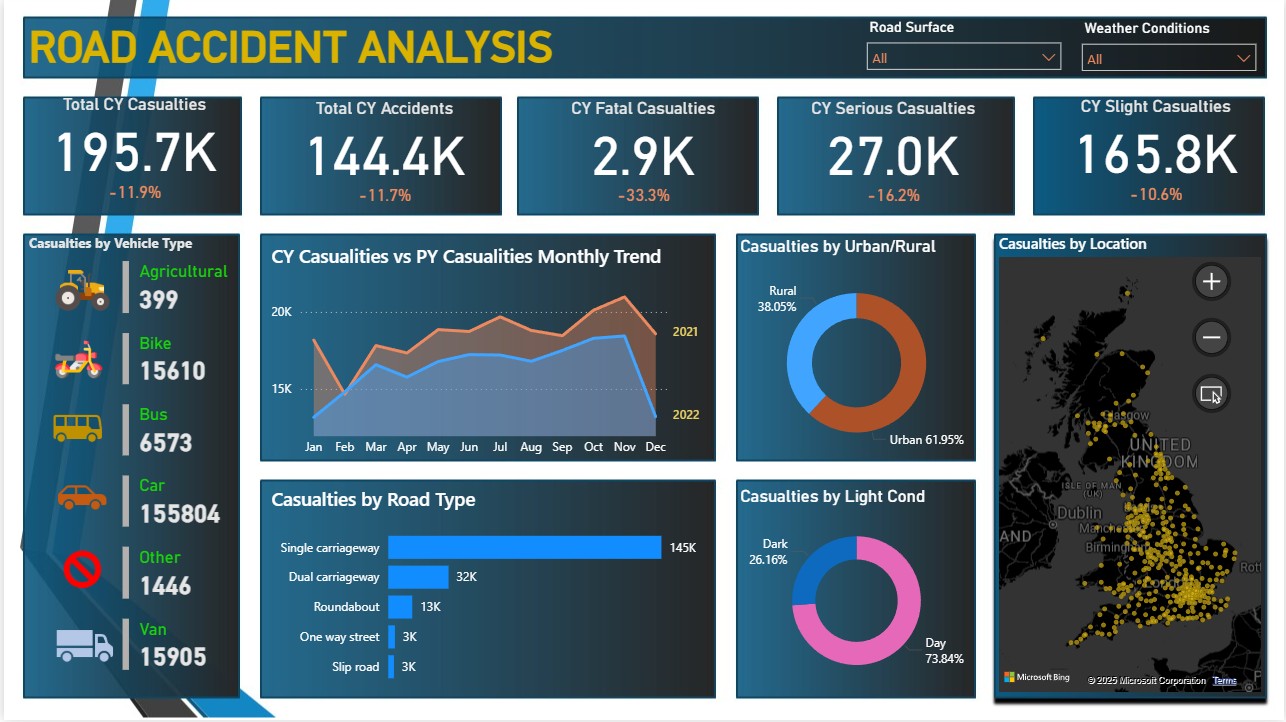 ROAD ACCIDENT ANALYSIS
Road Surface
All
Weather Conditions
All
Total CY Casualties
195.7K
-11.9%
Total CY Accidents
144.4K
-11.7%
CY Fatal Casualties
2.9K
-33.3%
CY Serious Casualties
27.0K
-16.2%
CY Slight Casualties
165.8K
-10.6%
Casualties by Vehicle Type
Agricultural
399
Bike
15610
Bus
6573
Car
155804
Other
1446
Van
15905
CY Casualities vs PY Casualities Monthly Trend
20K
15K
2021
2022
Jan Feb Mar Apr May Jun Jul Aug Sep Oct Nov Dec
Casualties by Road Type
Single carriageway 145K
Dual carriageway 32K
Roundabout 13K
One way street 3K
Slip road 3K
Casualties by Urban/Rural
Rural
38.05%
Urban 61.95%
Casualties by Light Cond
Dark
26.16%
Day
73.84%
Casualties by Location
Glasgow
UNITED
KINGDOM
ISLE OF MAN
(UK)
Dublin
AND
Microsoft Bing
© 2025 Microsoft Corporation Terms